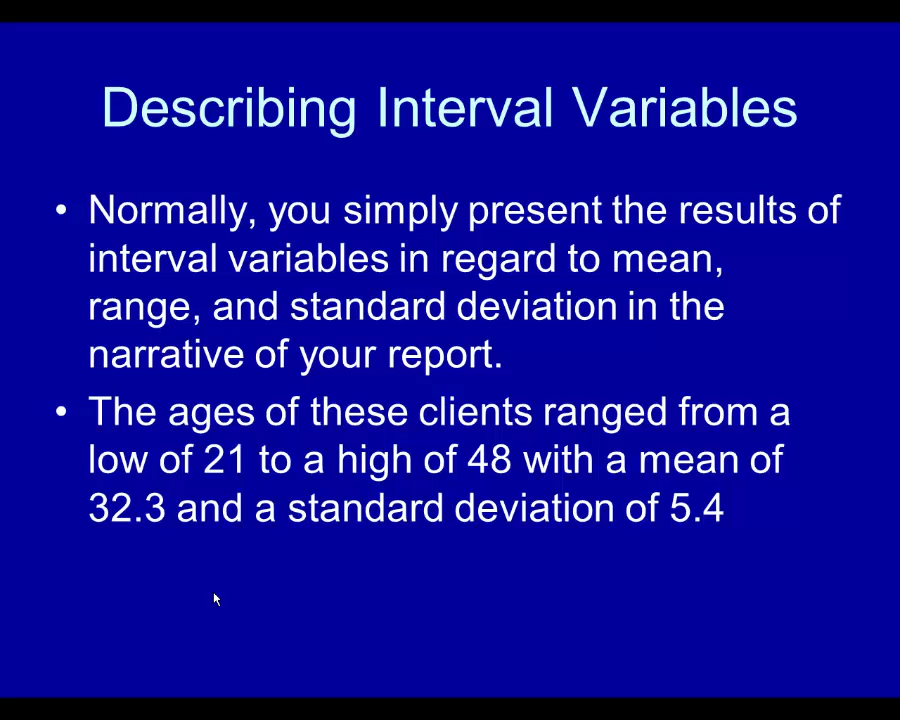 Describing Interval Variables
• Normally, you simply present the results of
interval variables in regard to mean,
range, and standard deviation in the
narrative of your report.
• The ages of these clients ranged from a
low of 21 to a high of 48 with a mean of
32.3 and a standard deviation of 5.4